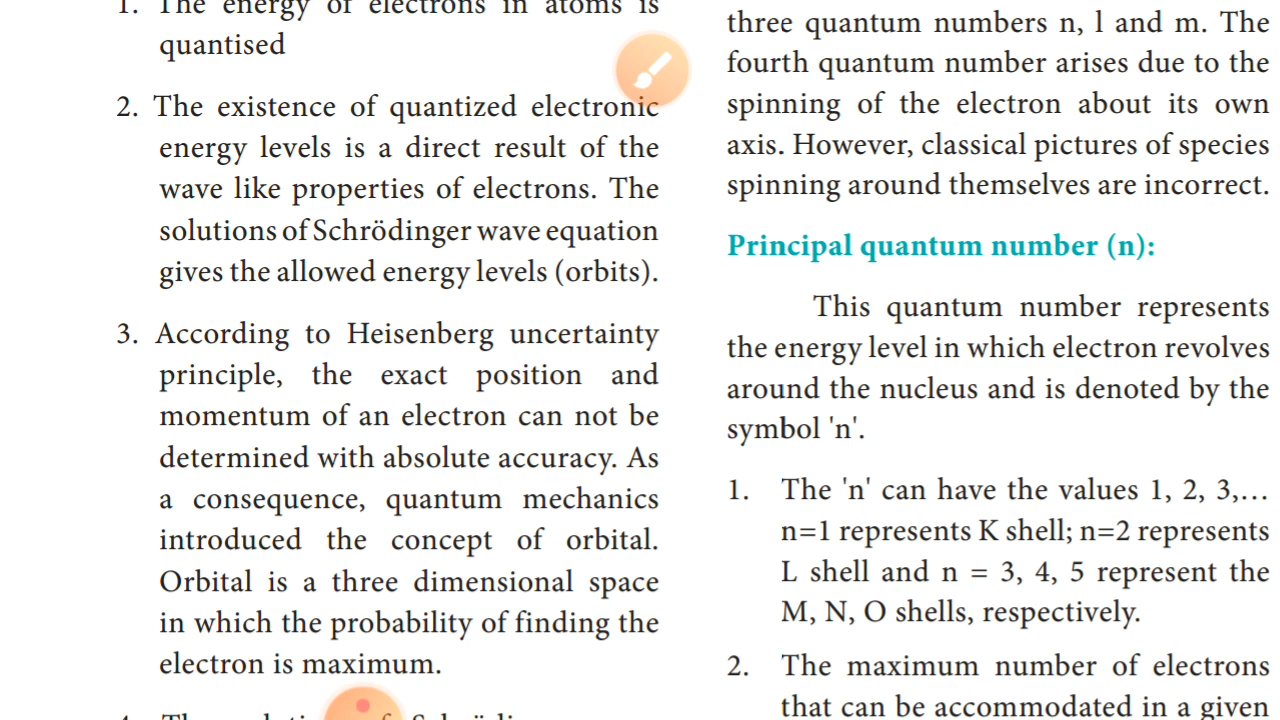 1. The energy of electrons in atoms is
quantised
2. The existence of quantized electronic
energy levels is a direct result of the
wave like properties of electrons. The
solutions of Schrödinger wave equation
gives the allowed energy levels (orbits).
3. According to Heisenberg uncertainty
principle, the exact position and
momentum of an electron can not be
determined with absolute accuracy. As
a consequence, quantum mechanics
introduced the concept of orbital.
Orbital is a three dimensional space
in which the probability of finding the
electron is maximum.
three quantum numbers n, l and m. The
fourth quantum number arises due to the
spinning of the electron about its own
axis. However, classical pictures of species
spinning around themselves are incorrect.
Principal quantum number (n):
This quantum number represents
the energy level in which electron revolves
around the nucleus and is denoted by the
symbol 'n'.
1. The 'n' can have the values 1, 2, 3,…
n=1 represents K shell; n=2 represents
L shell and n = 3, 4, 5 represent the
M, N, O shells, respectively.
2. The maximum number of electrons
that can be accommodated in a given